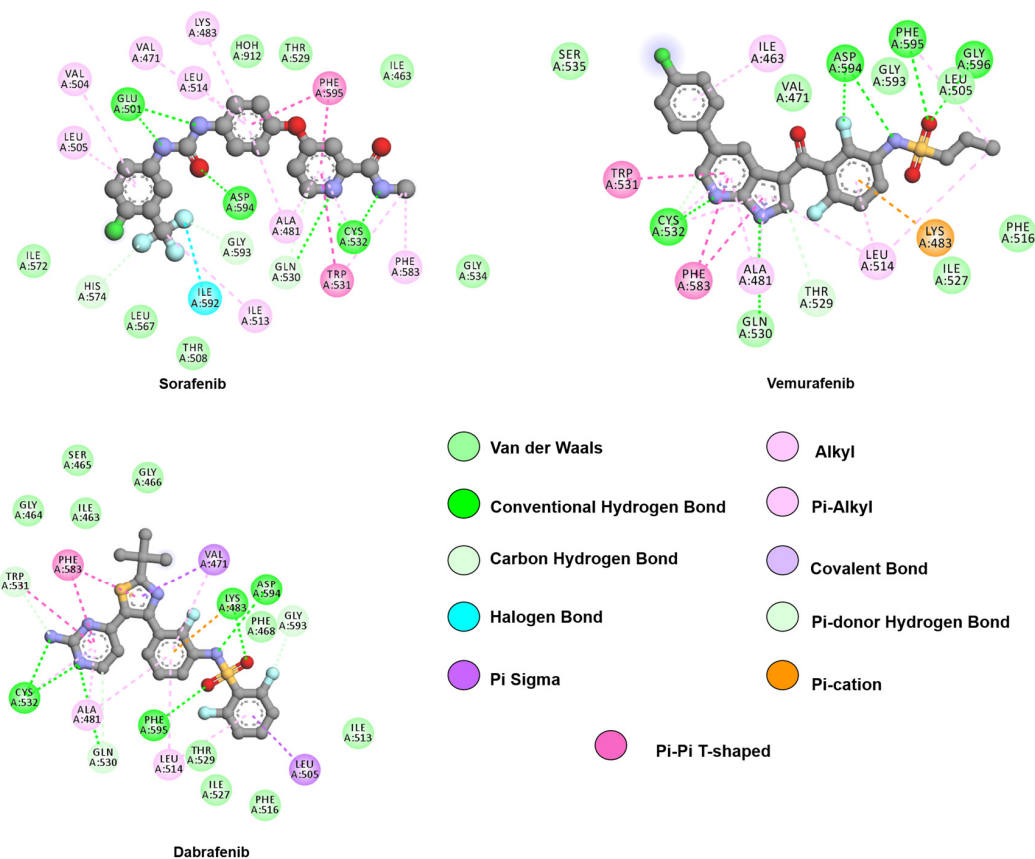 LYS
A:483
VAL
A:471
HOH
A:912
THR
A:529
LEU
A:514
ILE
A:463
VAL
A:504
PHE
A:595
GLU
A:501
LEU
A:505
ASP
A:594
ALA
A:481
CYS
A:532
GLY
A:593
ILE
A:572
GLN
A:530
TRP
A:531
PHE
A:583
GLY
A:534
HIS
A:574
ILE
A:592
ILE
A:513
LEU
A:567
THR
A:508
Sorafenib
SER
A:535
ILE
A:463
ASP
A:594
PHE
A:595
GLY
A:596
GLY
A:593
LEU
A:505
VAL
A:471
TRP
A:531
CYS
A:532
LYS
A:483
PHE
A:516
PHE
A:583
ALA
A:481
LEU
A:514
ILE
A:527
THR
A:529
GLN
A:530
Vemurafenib
SER
A:465
GLY
A:466
GLY
A:464
ILE
A:463
PHE
A:583
VAL
A:471
TRP
A:531
ASP
A:594
LYS
A:483
PHE
A:468
GLY
A:593
CYS
A:532
ALA
A:481
PHE
A:595
GLN
A:530
LEU
A:514
THR
A:529
ILE
A:513
LEU
A:505
ILE
A:527
PHE
A:516
Dabrafenib
Van der Waals
Conventional Hydrogen Bond
Carbon Hydrogen Bond
Halogen Bond
Pi Sigma
Alkyl
Pi-Alkyl
Covalent Bond
Pi-donor Hydrogen Bond
Pi-cation
Pi-Pi T-shaped